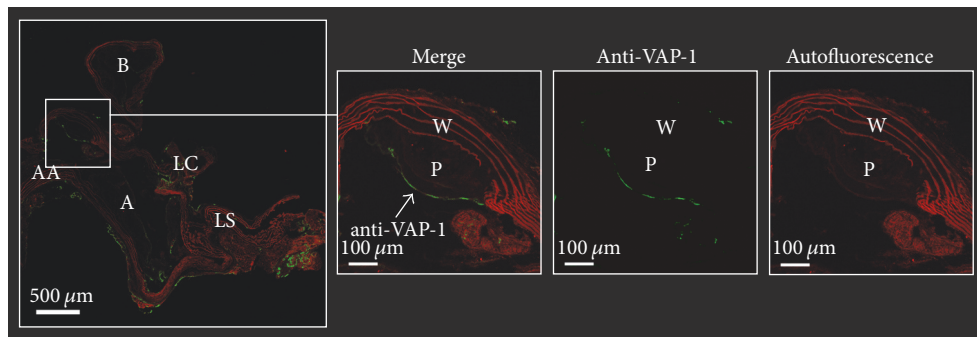 B
AA
A
LC
LS
500 μm
Merge
W
P
anti-VAP-1
100 μm
Anti-VAP-1
W
P
100 μm
Autofluorescence
W
P
100 μm